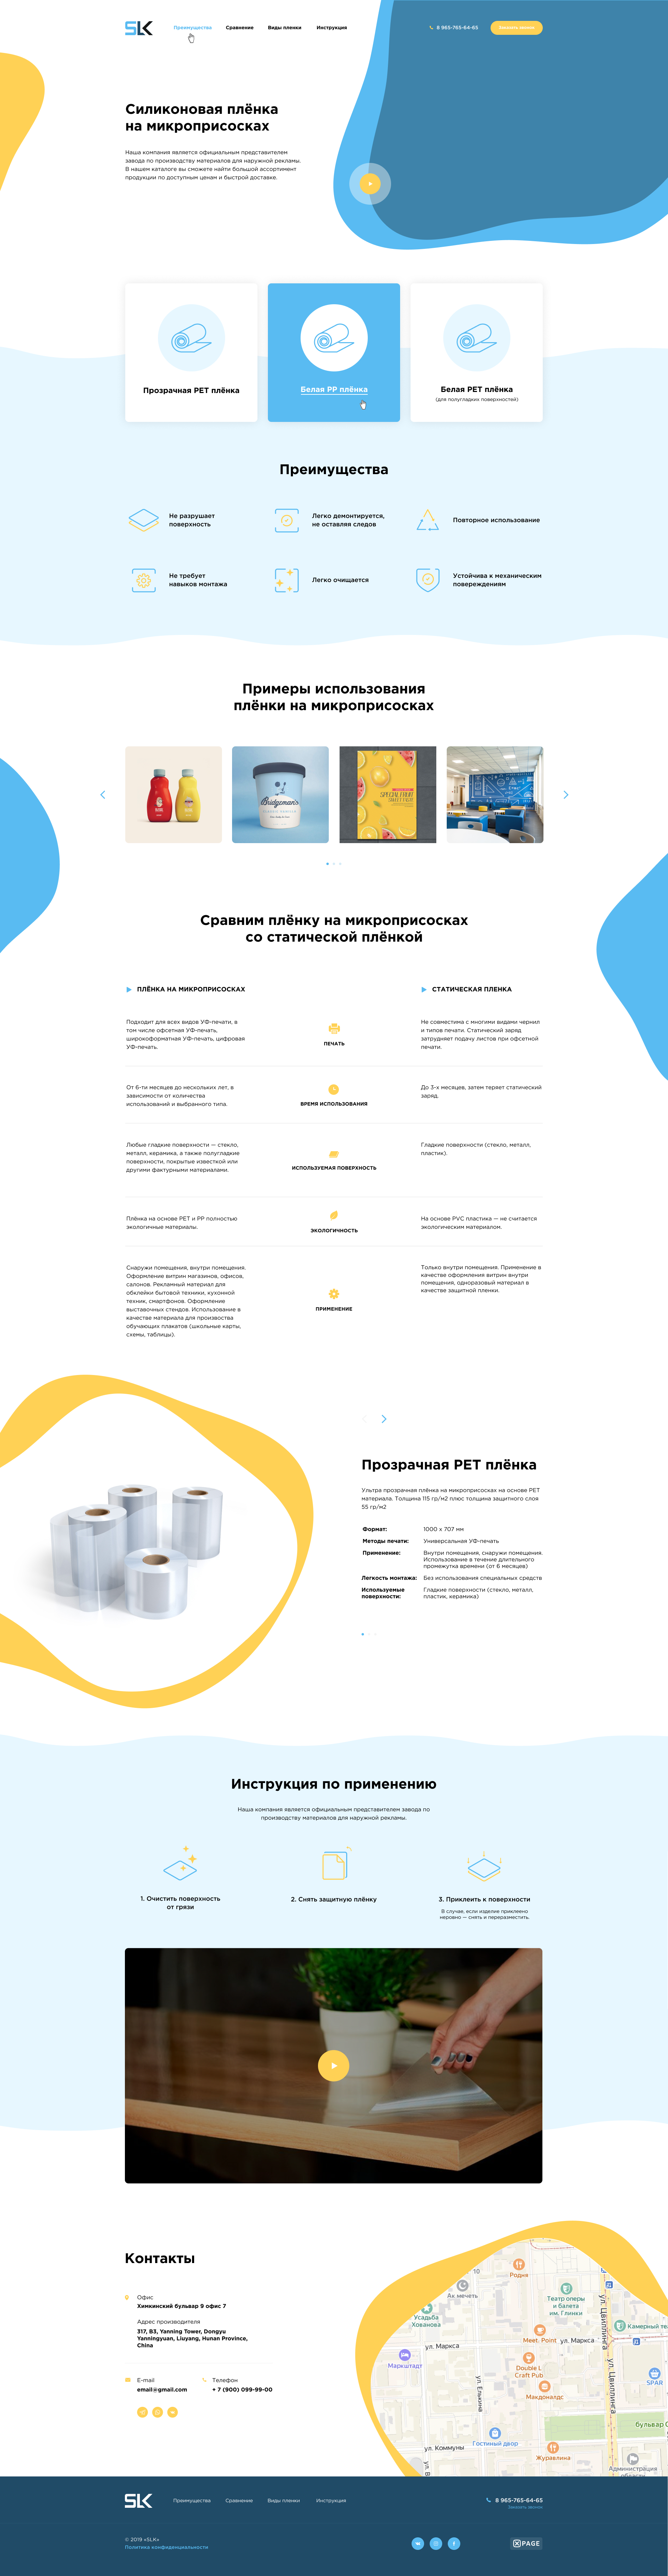 SLK
Преимущества
Сравнение
Виды пленки
Инструкция
8 965-765-64-65
Заказать звонок
Силиконовая плёнка
на микроприсосках
Наша компания является официальным представителем
завода по производству материалов для наружной рекламы.
В нашем каталоге вы сможете найти большой ассортимент
продукции по доступным ценам и быстрой доставке.
Прозрачная PET плёнка
Белая PP плёнка
Белая PET плёнка
(для полугладких поверхностей)
Преимущества
Не разрушает
поверхность
Легко демонтируется,
не оставляя следов
Повторное использование
Не требует
навыков монтажа
Легко очищается
Устойчива к механическим
повереждениям
Примеры использования
плёнки на микроприсосках
Bridgeman's
SPECIAL FRUIT
Сравним плёнку на микроприсосках
со статической плёнкой
ПЛЁНКА НА МИКРОПРИСОСКАХ
СТАТИЧЕСКАЯ ПЛЕНКА
Подходит для всех видов УФ-печати, в
том числе офсетная УФ-печать,
широкоформатная УФ-печать, цифровая
УФ-печать.
ПЕЧАТЬ
Не совместима с многими видами чернил
и типов печати. Статический заряд
затрудняет подачу листов при офсетной
печати.
От 6-ти месяцев до нескольких лет, в
зависимости от количества
использований и выбранного типа.
ВРЕМЯ ИСПОЛЬЗОВАНИЯ
До 3-х месяцев, затем теряет статический
заряд.
Любые гладкие поверхности — стекло,
металл, керамика, а также полугладкие
поверхности, покрытые известкой или
другими фактурными материалами.
ИСПОЛЬЗУЕМАЯ ПОВЕРХНОСТЬ
Гладкие поверхности (стекло, металл,
пластик).
Плёнка на основе PET и PP полностью
экологичные материалы.
ЭКОЛОГИЧНОСТЬ
На основе PVC пластика — не считается
экологическим материалом.
Снаружи помещения, внутри помещения.
Оформление витрин магазинов, офисов,
салонов. Рекламный материал для
обклейки бытовой техники, кухонной
техник, смартфонов. Оформление
выставочных стендов. Использование в
качестве материала для произвоства
обучающих плакатов (школьные карты,
схемы, таблицы).
ПРИМЕНЕНИЕ
Только внутри помещения. Применение в
качестве оформления витрин внутри
помещения, одноразовый материал в
качестве защитной пленки.
Прозрачная PET плёнка
Ультра прозрачная плёнка на микроприсосках на основе PET
материала. Толщина 115 гр/м2 плюс толщина защитного слоя
55 гр/м2
Формат:
1000 х 707 мм
Методы печати:
Универсальная УФ-печать
Применение:
Внутри помещения, снаружи помещения.
Использование в течение длительного
промежутка времени (от 6 месяцев)
Легкость монтажа:
Без использования специальных средств
Используемые
поверхности:
Гладкие поверхности (стекло, металл,
пластик, керамика)
Инструкция по применению
Наша компания является официальным представителем завода по
производству материалов для наружной рекламы.
1. Очистить поверхность
от грязи
2. Снять защитную плёнку
3. Приклеить к поверхности
В случае, если изделие приклеено
неровно — снять и переразместить.
Контакты
Офис
Химкинский бульвар 9 офис 7
Адрес производителя
317, B3, Yanning Tower, Dongyu
Yanningyuan, Liuyang, Hunan Province,
China
E-mail
email@gmail.com
Телефон
+ 7 (900) 099-99-00
10
Родня
Ак мечеть
Усадьба
Хованова
Театр оперы
и балета
им. Глинки
Камерный те
Meet. Point
ул. Маркса
ул. Маркса
Маркштадт
Double L
Craft Pub
Макдоналдс
SPAR
ул. Елькина
ул. Цвиллинга
ул. Цвиллинга
бульвар С
Гостиный двор
ул. Коммуны
Журавлина
Администрация
области
SLK
Преимущества
Сравнение
Виды пленки
Инструкция
8 965-765-64-65
Заказать звонок
© 2019 «SLK»
Политика конфиденциальности
PAGE